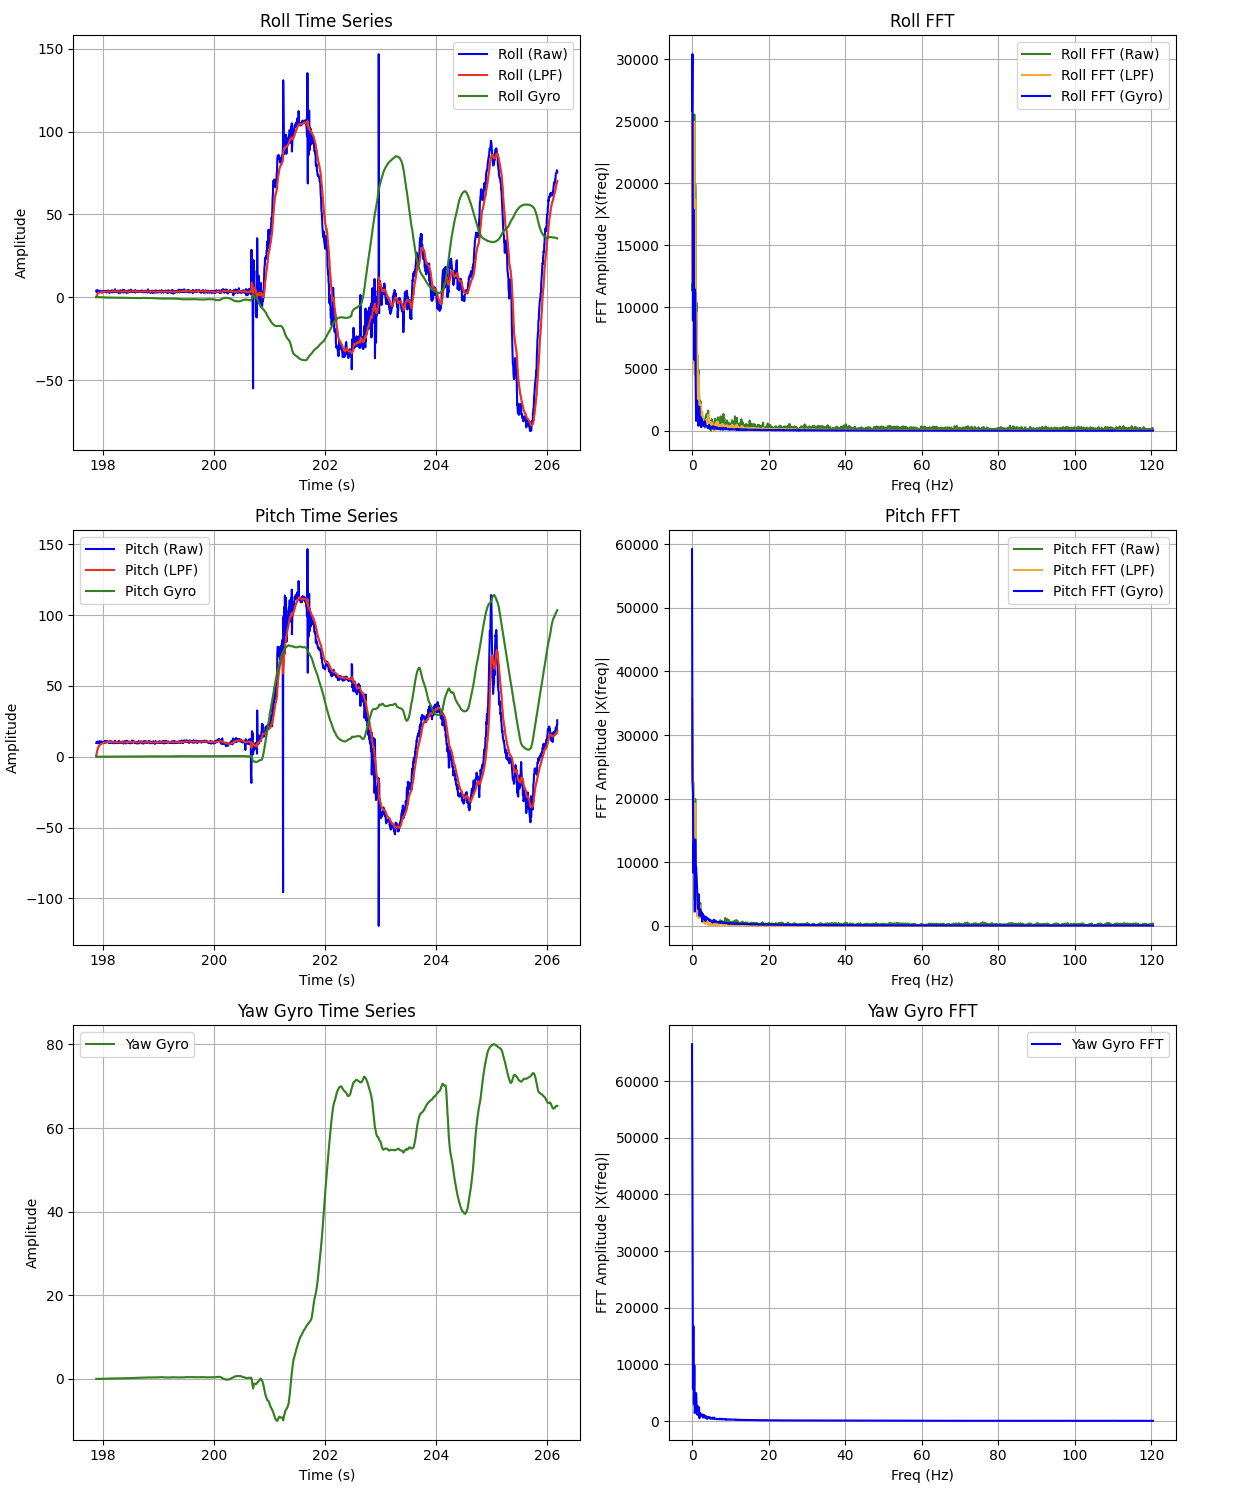 Roll Time Series
Roll FFT
150
100
50
0
−50
Amplitude
Roll (Raw)
Roll (LPF)
Roll Gyro
198
200
202
204
206
Time (s)
30000
25000
20000
15000
10000
5000
0
FFT Amplitude |X(freq)|
Roll FFT (Raw)
Roll FFT (LPF)
Roll FFT (Gyro)
0
20
40
60
80
100
120
Freq (Hz)
Pitch Time Series
Pitch FFT
150
100
50
0
−50
−100
Amplitude
Pitch (Raw)
Pitch (LPF)
Pitch Gyro
198
200
202
204
206
Time (s)
60000
50000
40000
30000
20000
10000
0
FFT Amplitude |X(freq)|
Pitch FFT (Raw)
Pitch FFT (LPF)
Pitch FFT (Gyro)
0
20
40
60
80
100
120
Freq (Hz)
Yaw Gyro Time Series
Yaw Gyro FFT
80
60
40
20
0
Amplitude
Yaw Gyro
198
200
202
204
206
Time (s)
60000
50000
40000
30000
20000
10000
0
FFT Amplitude |X(freq)|
Yaw Gyro FFT
0
20
40
60
80
100
120
Freq (Hz)